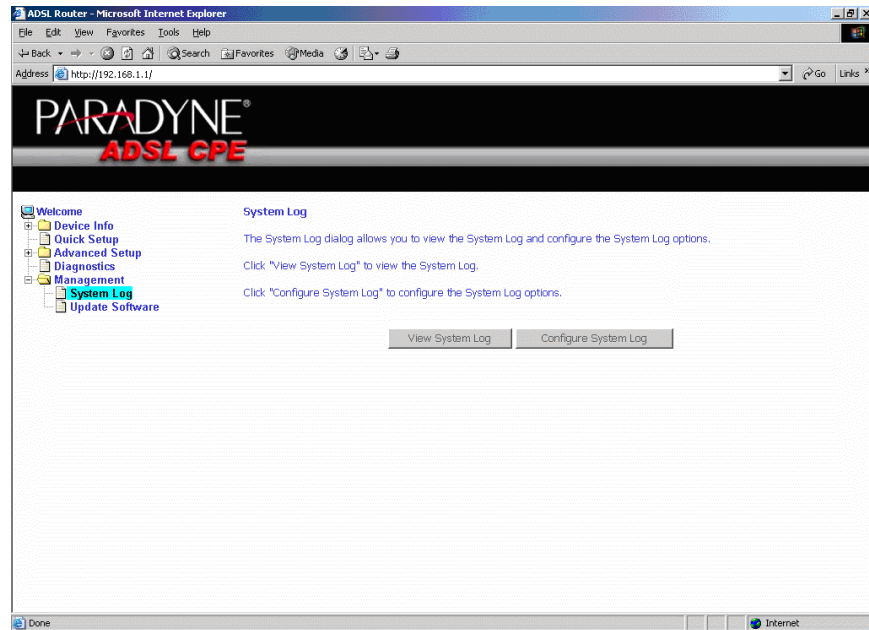 ADSL Router - Microsoft Internet Explorer
File Edit View Favorites Tools Help
Back Search Favorites Media
Address http://192.168.1.1/ Go Links »
PARADYNE®
ADSL CPE
Welcome
Device Info
Quick Setup
Advanced Setup
Diagnostics
Management
System Log
Update Software
System Log
The System Log dialog allows you to view the System Log and configure the System Log options.
Click "View System Log" to view the System Log.
Click "Configure System Log" to configure the System Log options.
View System Log Configure System Log
Done Internet